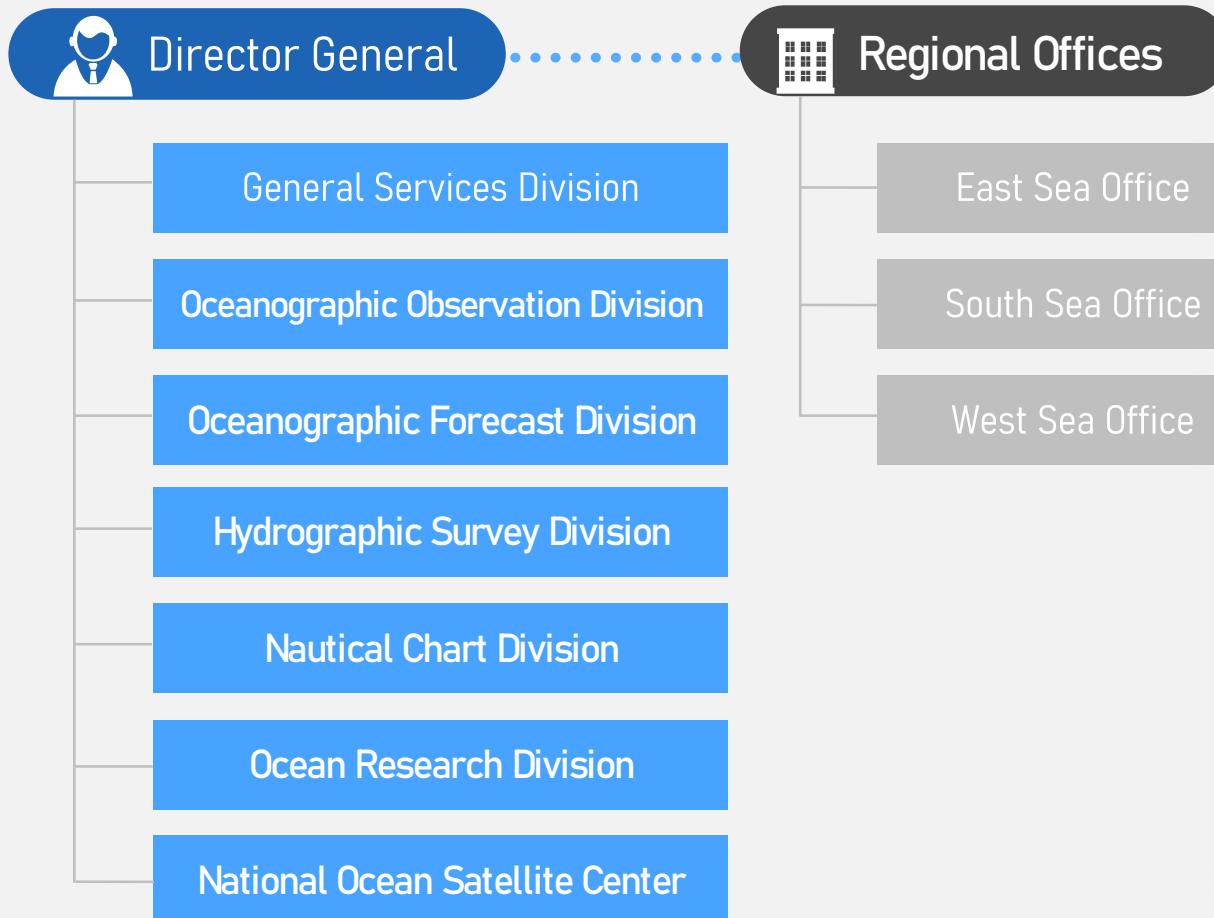 Director General
General Services Division
Oceanographic Observation Division
Oceanographic Forecast Division
Hydrographic Survey Division
Nautical Chart Division
Ocean Research Division
National Ocean Satellite Center
Regional Offices
East Sea Office
South Sea Office
West Sea Office